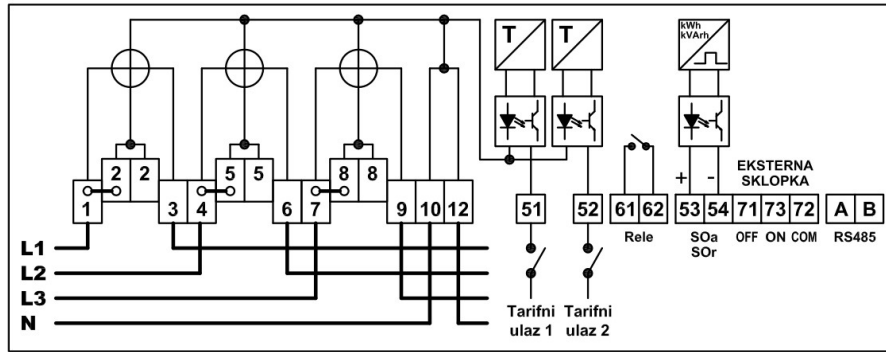 T T kWh
kVArh
2 2 5 5 8 8
+ - EKSTERNA
SKLOPKA
1 3 4 6 7 9 10 12 51 52 61 62 53 54 71 73 72 A B
Rele SOa OFF ON COM RS485
SOr
L1
L2
L3
N
Tarifni
ulaz 1
Tarifni
ulaz 2